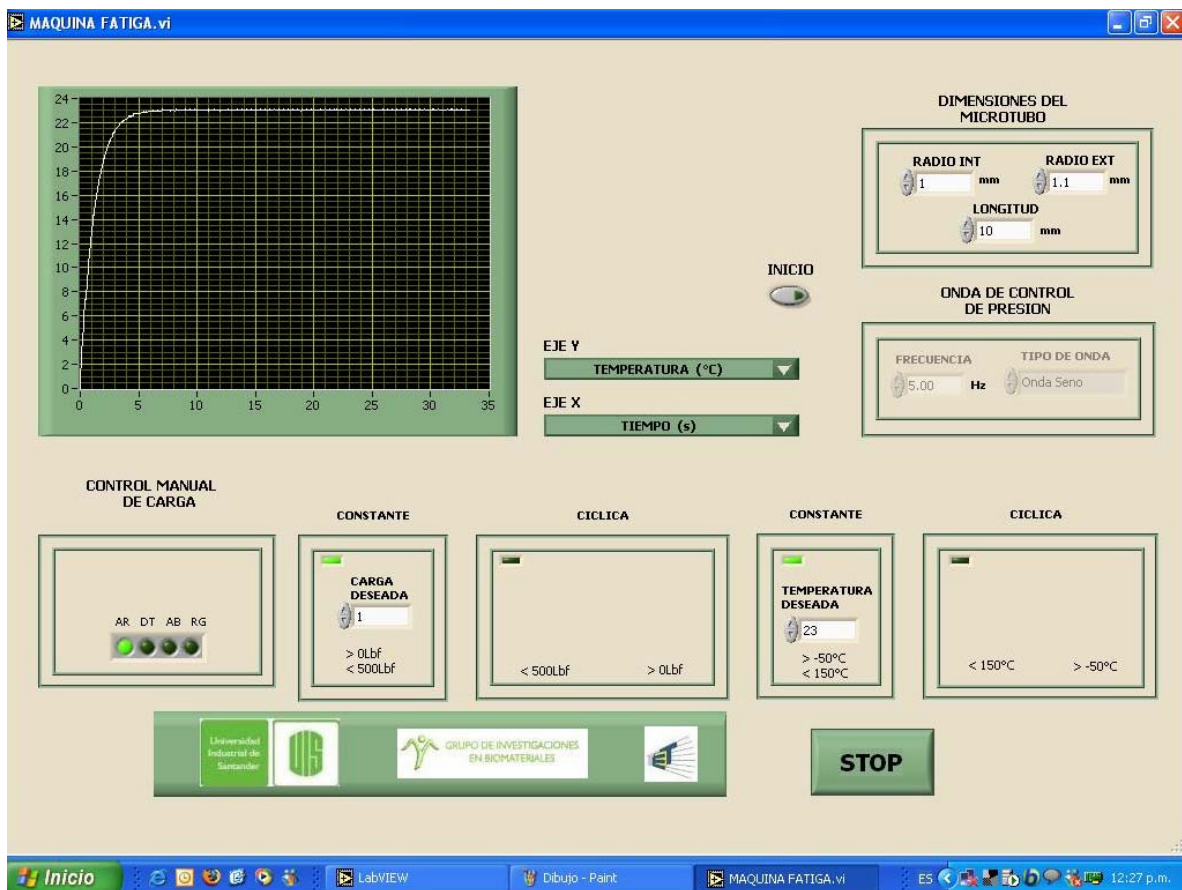 MAQUINA FATIGA.vi
24
22
20
18
16
14
12
10
8
6
4
2
0
0 5 10 15 20 25 30 35
EJE Y
TEMPERATURA (°C)
EJE X
TIEMPO (s)
INICIO
DIMENSIONES DEL
MICROTUBO
RADIO INT RADIO EXT
1 mm 1.1 mm
LONGITUD
10 mm
ONDA DE CONTROL
DE PRESION
FRECUENCIA TIPO DE ONDA
5.00 Hz Onda Seno
CONTROL MANUAL
DE CARGA
AR DT AB RG
CONSTANTE
CARGA
DESEADA
1
> 0Lbf
< 500Lbf
CICLICA
< 500Lbf > 0Lbf
CONSTANTE
TEMPERATURA
DESEADA
23
> -50°C
< 150°C
CICLICA
< 150°C > -50°C
Universidad
Industrial de
Santander
UIS
GRUPO DE INVESTIGACIONES
EN BIOMATERIALES
STOP
Inicio LabVIEW Dibujo - Paint MAQUINA FATIGA.vi ES 12:27 p.m.